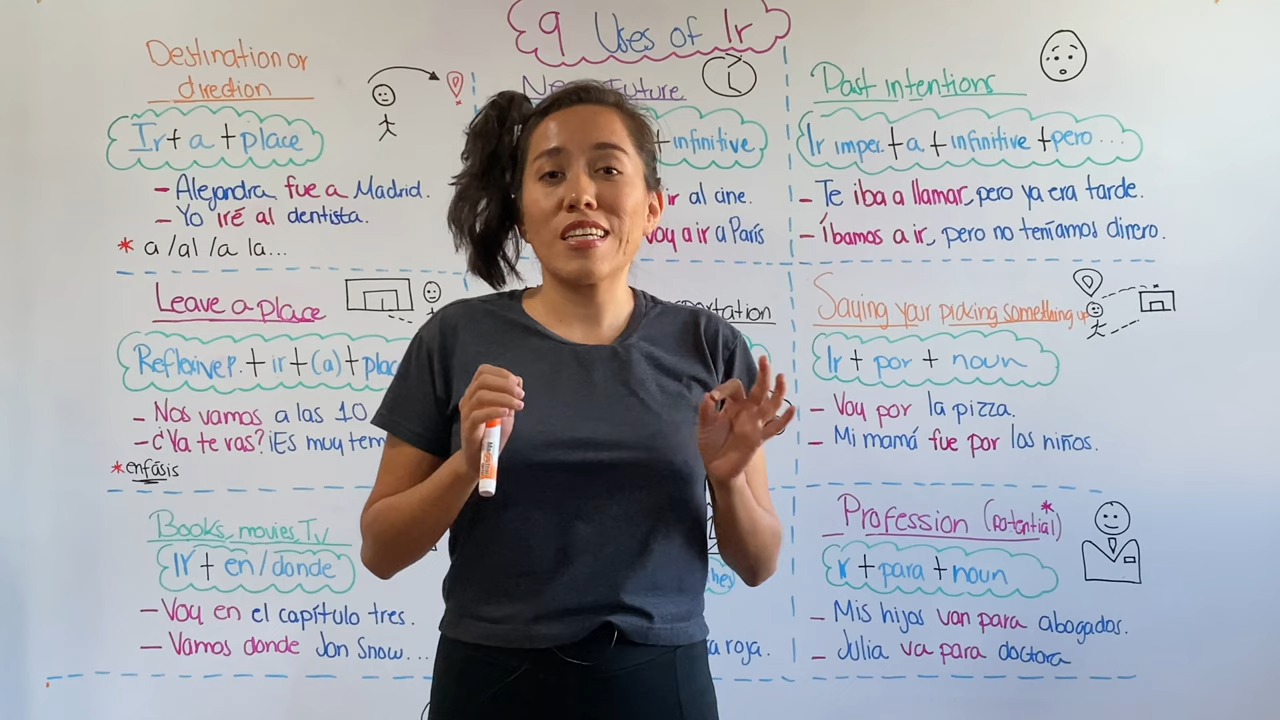 9 Uses of Ir
Destination or
direction
Ir + a + place
- Alejandra fue a Madrid.
- Yo iré al dentista.
* a /al /a la...
Future
+ infinitive
ir al cine.
voy a ir a París
Past intentions
Ir imper. + a + infinitive + pero...
- Te iba a llamar, pero ya era tarde.
- Íbamos a ir, pero no teníamos dinero.
Leave a place
Reflexive P. + ir + (a) + plac
- Nos vamos a las 10
- ¿Ya te vas? ¡Es muy tem
* enfasis
Saying your picking something up
Ir + por + noun
- Voy por la pizza.
- Mi mamá fue por los niños.
Books, movies, Tv
Ir + en/donde
- Voy en el capítulo tres.
- Vamos donde Jon Snow...
roja.
Profession (potential)*
Ir + para + noun
- Mis hijos van para abogados.
- Julia va para doctora